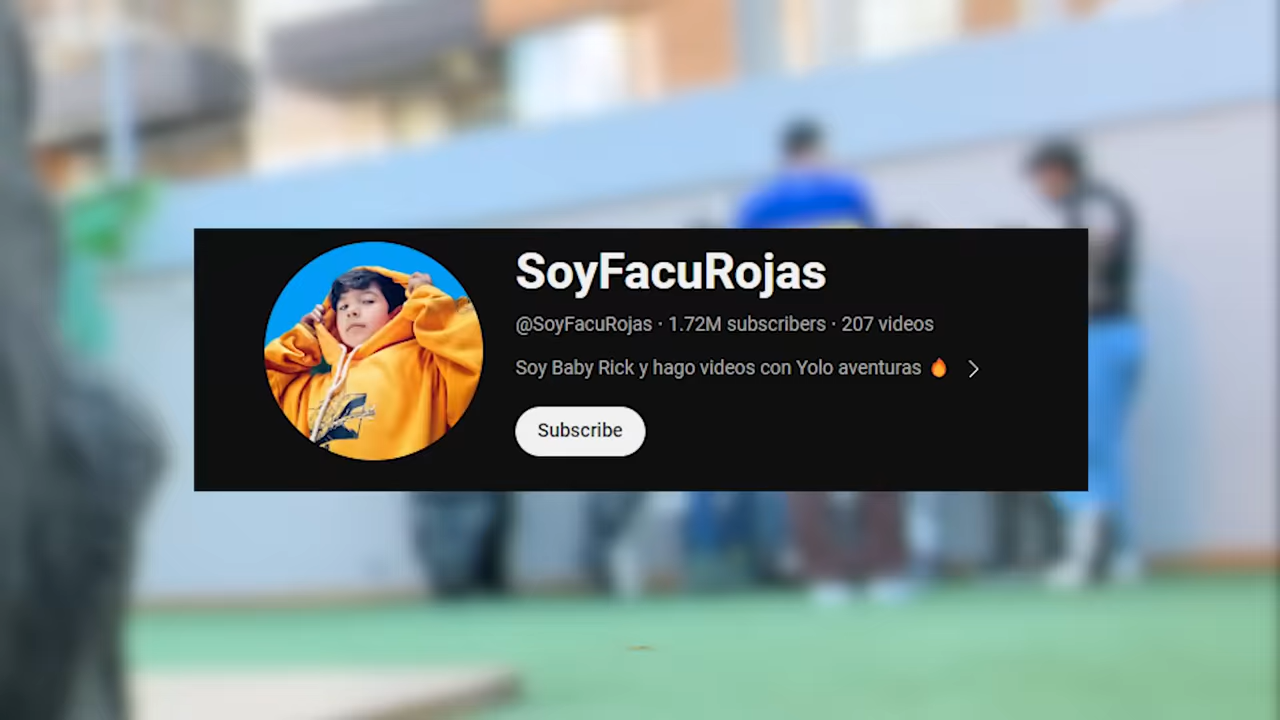 SoyFacuRojas
@SoyFacuRojas · 1.72M subscribers · 207 videos
Soy Baby Rick y hago videos con Yolo aventuras 🔥
Subscribe